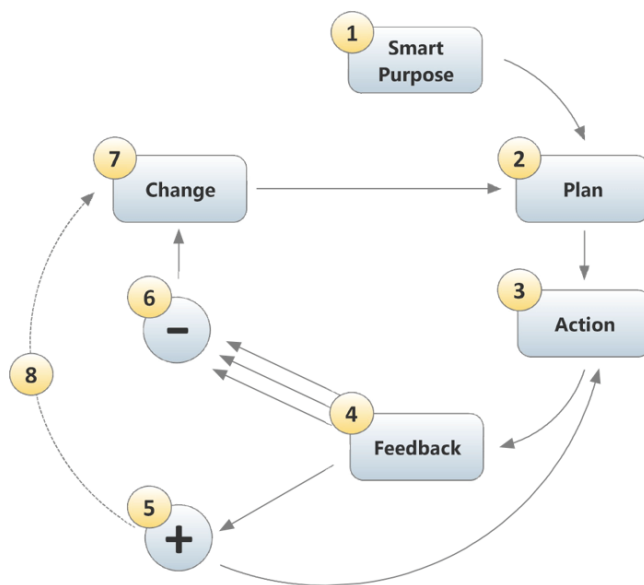 1
Smart
Purpose
7
Change
2
Plan
6
-
3
Action
8
4
Feedback
5
+